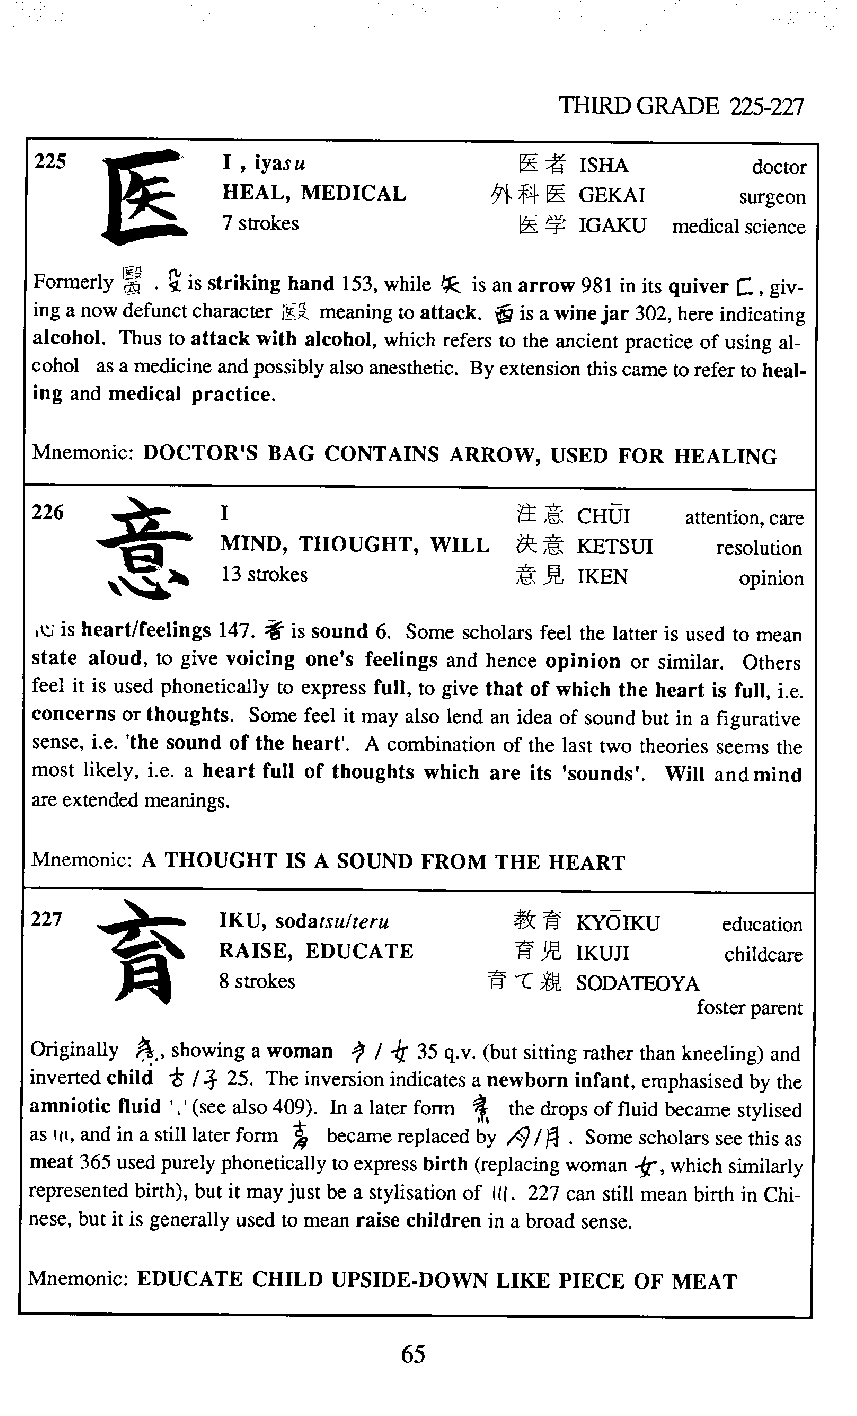 THIRD GRADE 225-227
225 医 I , iyasu 医者 ISHA doctor
HEAL, MEDICAL 外科医 GEKAI surgeon
7 strokes 医学 IGAKU medical science
Formerly 醫 . 殳 is striking hand 153, while 矢 is an arrow 981 in its quiver 匚 , giv-
ing a now defunct character 医殳 meaning to attack. 酉 is a wine jar 302, here indicating
alcohol. Thus to attack with alcohol, which refers to the ancient practice of using al-
cohol as a medicine and possibly also anesthetic. By extension this came to refer to heal-
ing and medical practice.
Mnemonic: DOCTOR'S BAG CONTAINS ARROW, USED FOR HEALING
226 意 I 注意 CHŪI attention, care
MIND, THOUGHT, WILL 決意 KETSUI resolution
13 strokes 意見 IKEN opinion
心 is heart/feelings 147. 音 is sound 6. Some scholars feel the latter is used to mean
state aloud, to give voicing one's feelings and hence opinion or similar. Others
feel it is used phonetically to express full, to give that of which the heart is full, i.e.
concerns or thoughts. Some feel it may also lend an idea of sound but in a figurative
sense, i.e. 'the sound of the heart'. A combination of the last two theories seems the
most likely, i.e. a heart full of thoughts which are its 'sounds'. Will and mind
are extended meanings.
Mnemonic: A THOUGHT IS A SOUND FROM THE HEART
227 育 IKU, sodatsu/teru 教育 KYŌIKU education
RAISE, EDUCATE 育児 IKUJI childcare
8 strokes 育て親 SODATEOYA
foster parent
Originally , showing a woman / 女 35 q.v. (but sitting rather than kneeling) and
inverted child / 子 25. The inversion indicates a newborn infant, emphasised by the
amniotic fluid (see also 409). In a later form the drops of fluid became stylised
as , and in a still later form became replaced by / 月 . Some scholars see this as
meat 365 used purely phonetically to express birth (replacing woman 女, which similarly
represented birth), but it may just be a stylisation of . 227 can still mean birth in Chi-
nese, but it is generally used to mean raise children in a broad sense.
Mnemonic: EDUCATE CHILD UPSIDE-DOWN LIKE PIECE OF MEAT
65